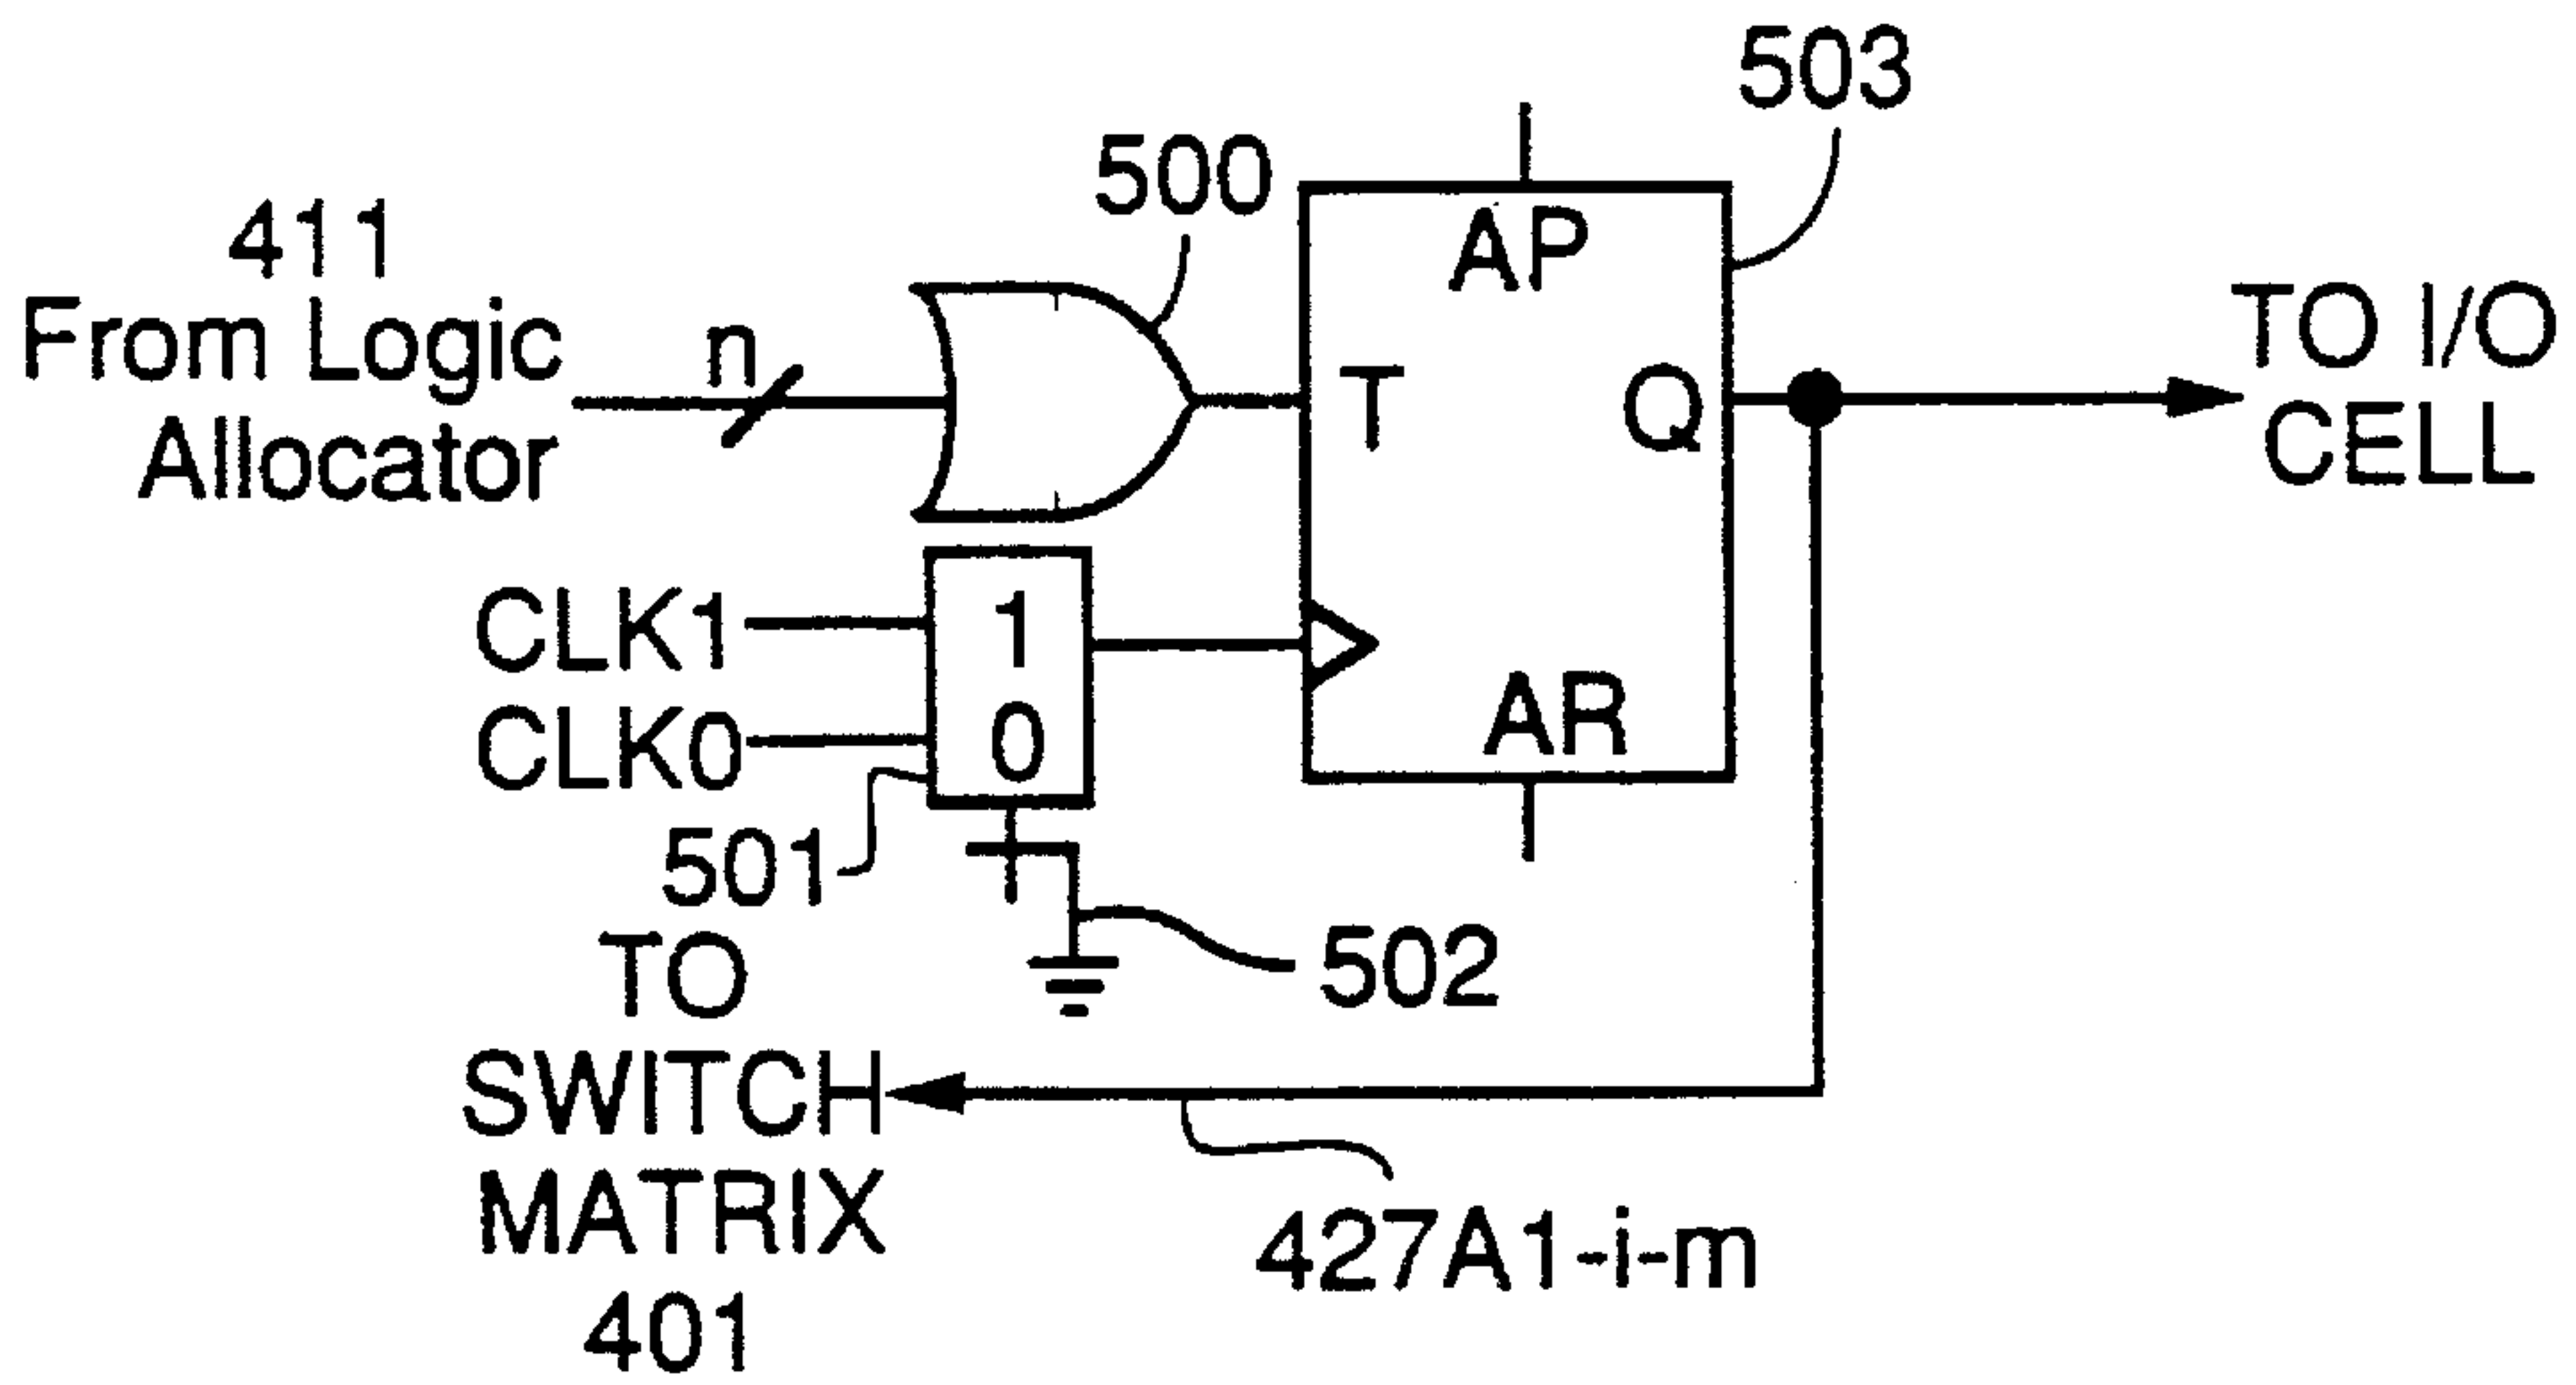 503
500
411
From Logic
Allocator
n
AP
T
Q
TO I/O
CELL
CLK1
CLK0
1
0
AR
501
502
TO
SWITCH
MATRIX
401
427A1-i-m